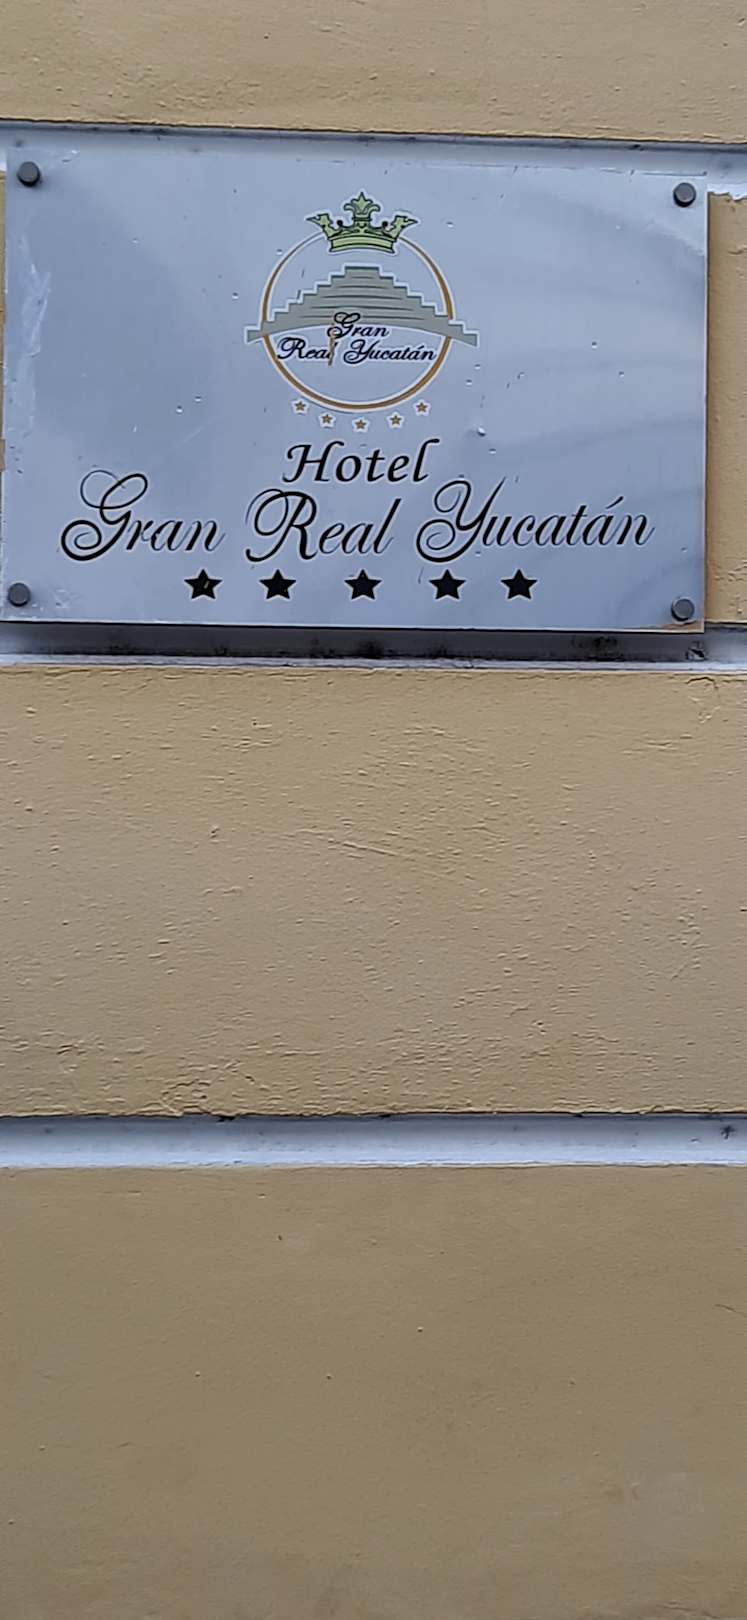 Gran
Real Yucatán
Hotel
Gran Real Yucatán